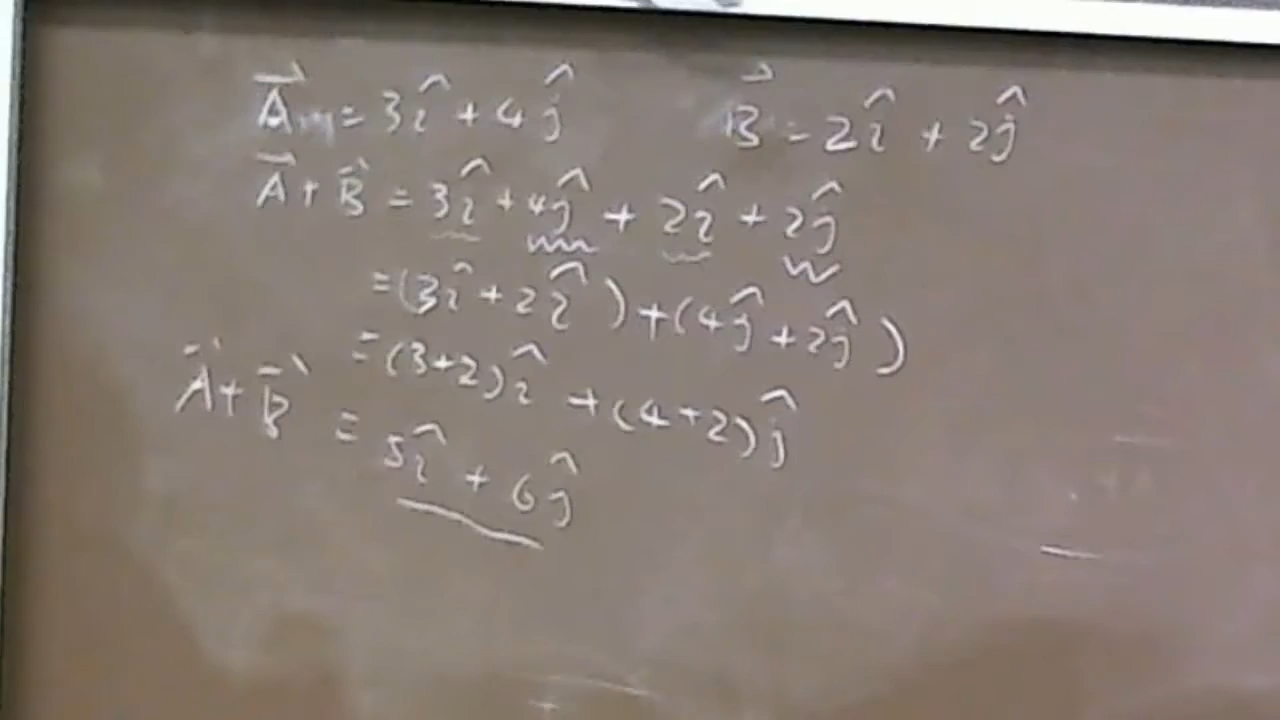 A⃗ = 3î + 4ĵ B⃗ = 2î + 2ĵ
A⃗ + B⃗ = 3î + 4ĵ + 2î + 2ĵ
= (3î + 2î) + (4ĵ + 2ĵ)
= (3+2)î + (4+2)ĵ
A⃗ + B⃗ = 5î + 6ĵ